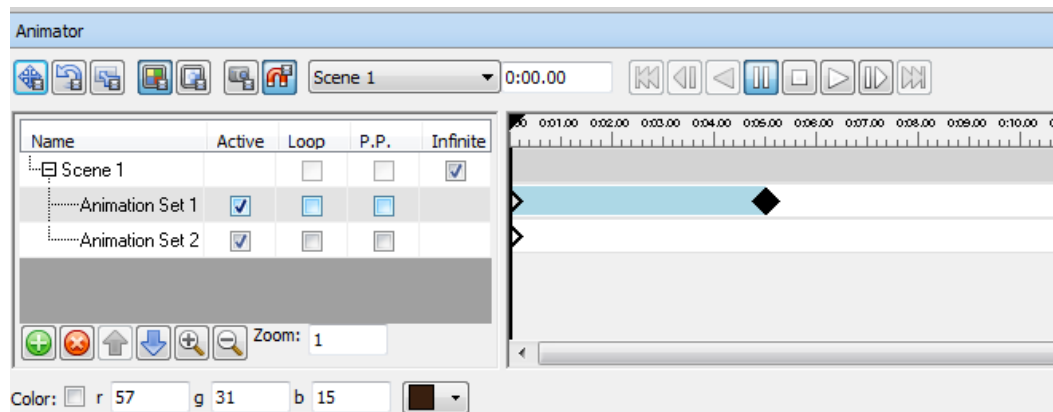 Animator
Scene 1 0:00.00
0:01.00 0:02.00 0:03.00 0:04.00 0:05.00 0:06.00 0:07.00 0:08.00 0:09.00 0:10.00
Name Active Loop P.P. Infinite
Scene 1
Animation Set 1
Animation Set 2
Zoom: 1
Color: r 57 g 31 b 15